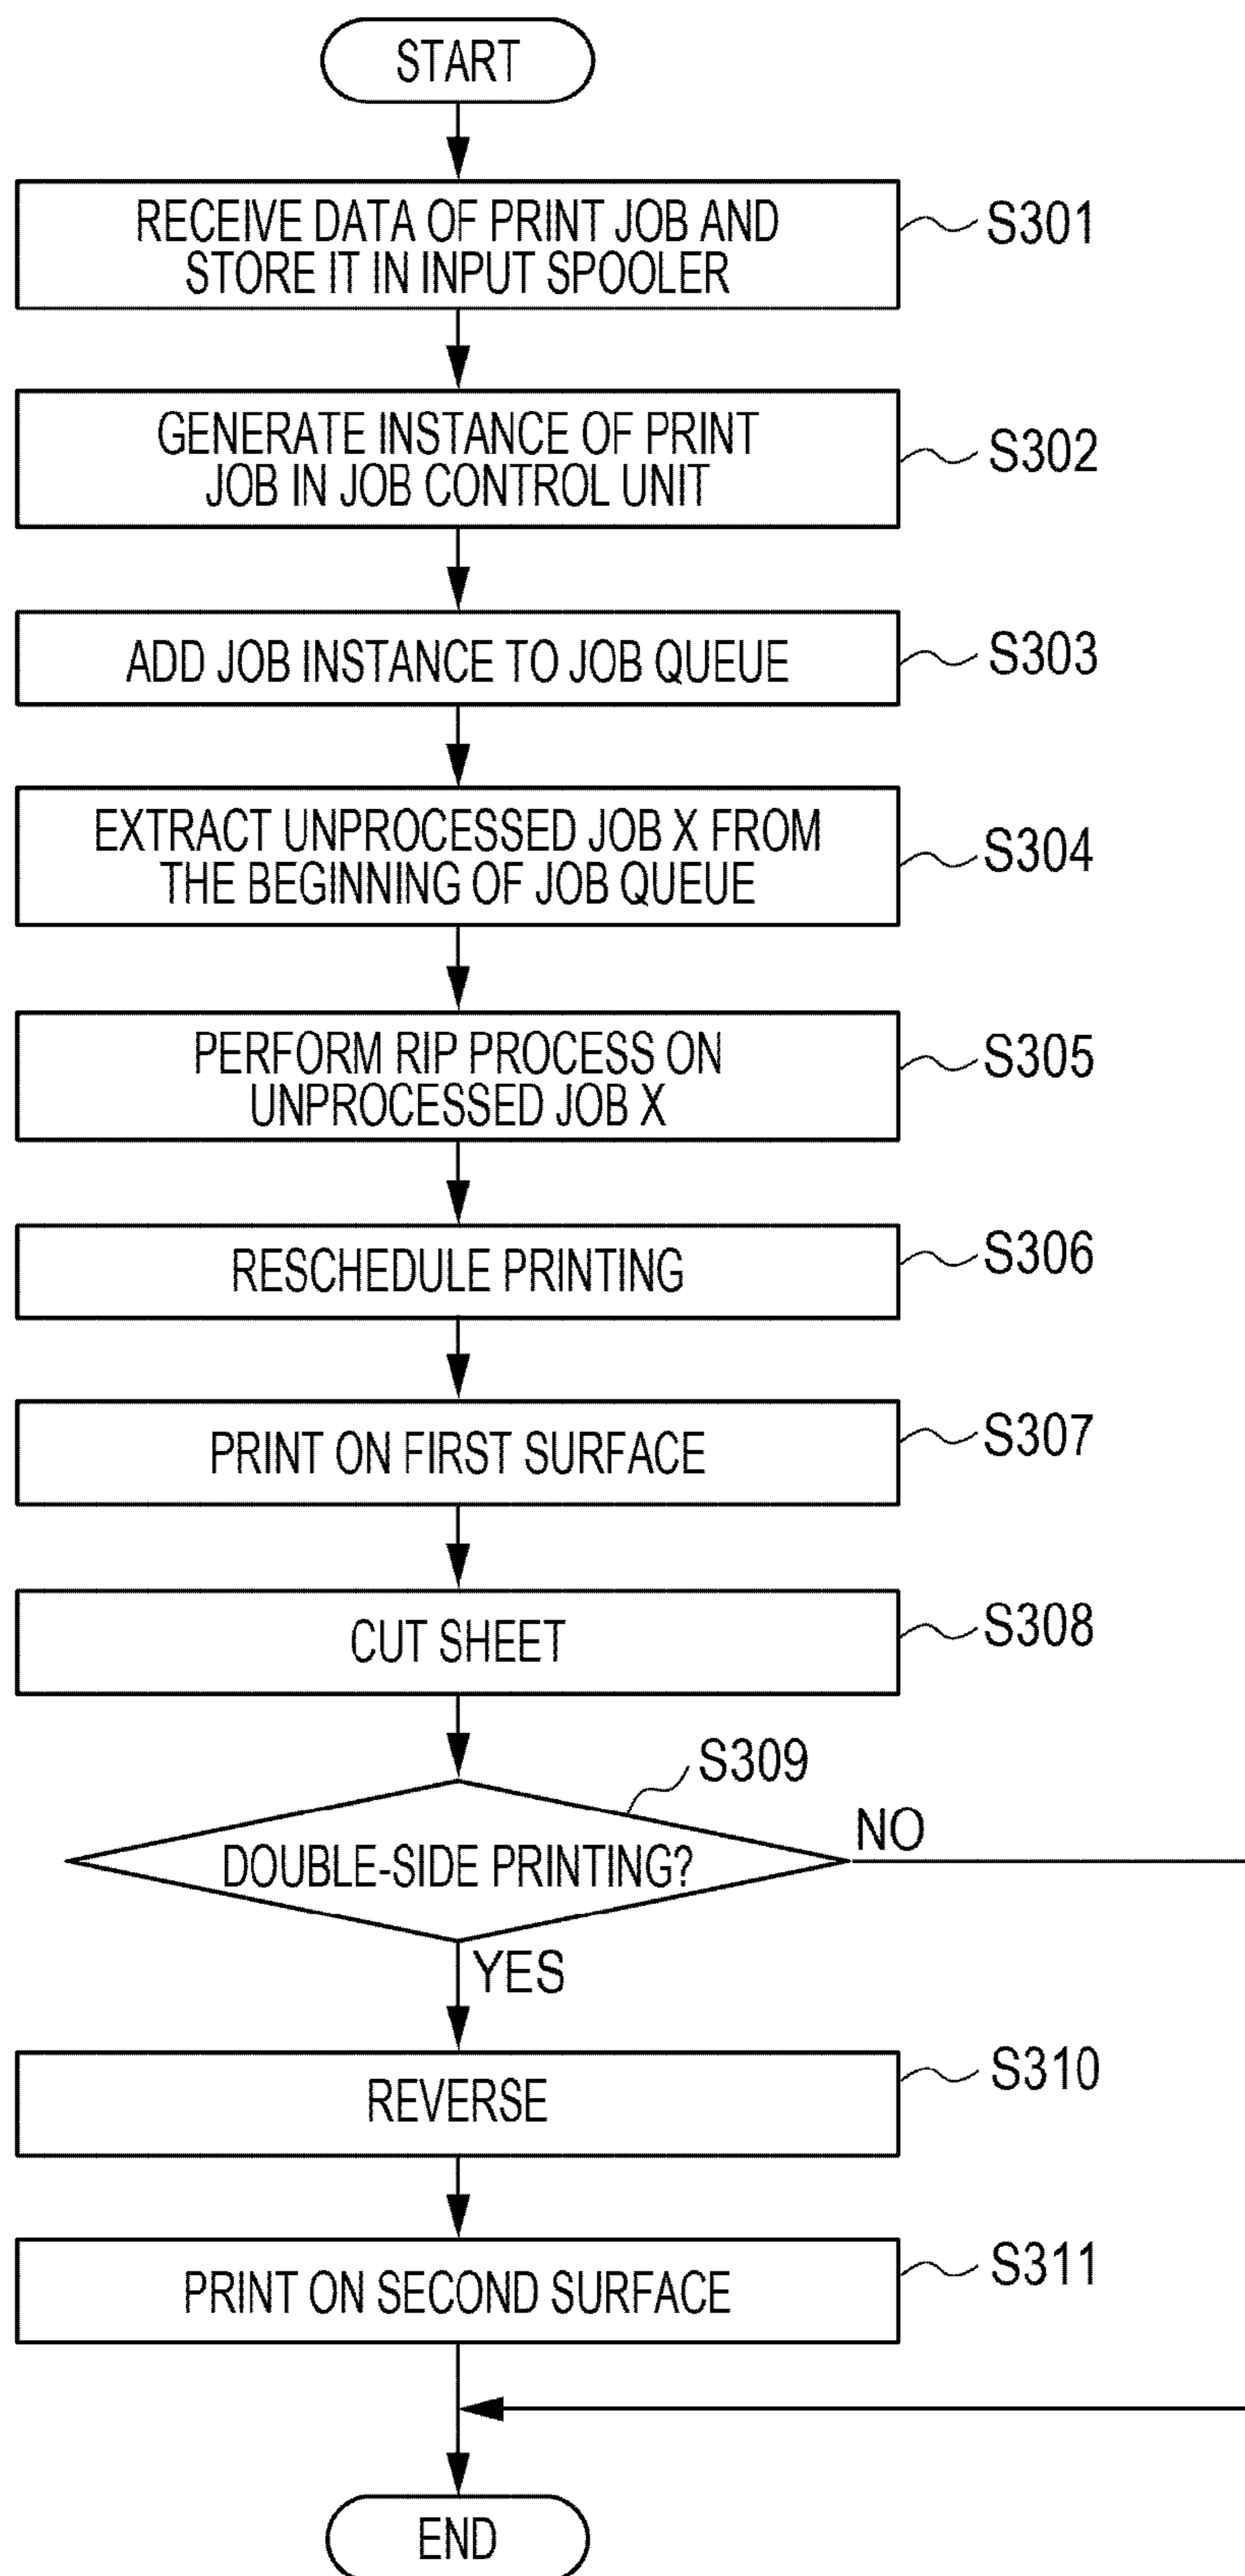 START
RECEIVE DATA OF PRINT JOB AND
STORE IT IN INPUT SPOOLER
S301
GENERATE INSTANCE OF PRINT
JOB IN JOB CONTROL UNIT
S302
ADD JOB INSTANCE TO JOB QUEUE
S303
EXTRACT UNPROCESSED JOB X FROM
THE BEGINNING OF JOB QUEUE
S304
PERFORM RIP PROCESS ON
UNPROCESSED JOB X
S305
RESCHEDULE PRINTING
S306
PRINT ON FIRST SURFACE
S307
CUT SHEET
S308
S309
DOUBLE-SIDE PRINTING?
NO
YES
REVERSE
S310
PRINT ON SECOND SURFACE
S311
END